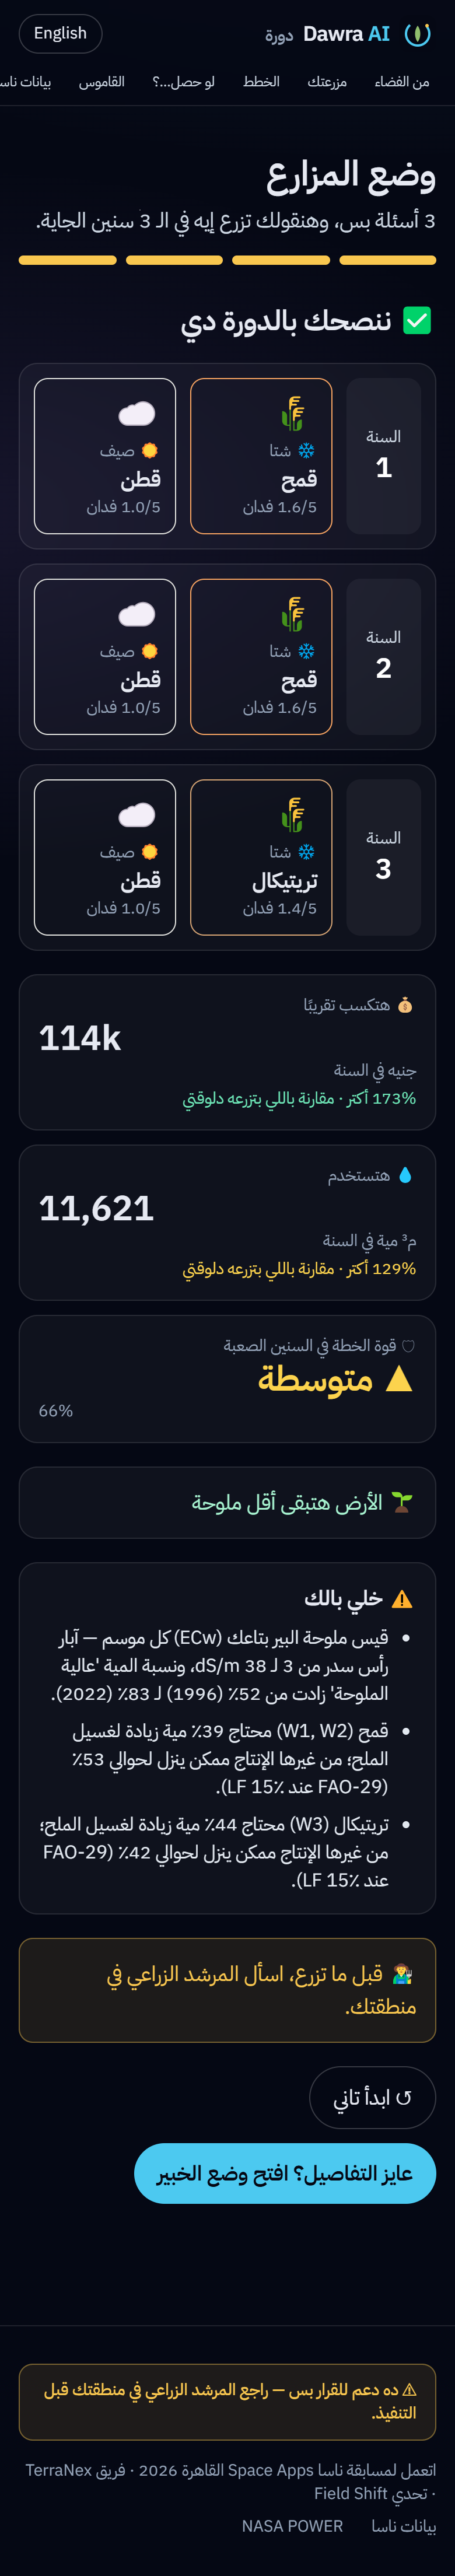 Dawra AI دورة
English
من الفضاء مزرعتك الخطط لو حصل...؟ القاموس بيانات ناسا
وضع المزارع
3 أسئلة بس، وهنقولك تزرع إيه في الـ 3 سنين الجاية.
✅ ننصحك بالدورة دي
السنة
1
❄️ شتا
قمح
1.6/5 فدان
☀️ صيف
قطن
1.0/5 فدان
السنة
2
❄️ شتا
قمح
1.6/5 فدان
☀️ صيف
قطن
1.0/5 فدان
السنة
3
❄️ شتا
تريتيكال
1.4/5 فدان
☀️ صيف
قطن
1.0/5 فدان
💰 هتكسب تقريبًا
114k
جنيه في السنة
173% أكتر · مقارنة باللي بتزرعه دلوقتي
💧 هتستخدم
11,621
م³ مية في السنة
129% أكتر · مقارنة باللي بتزرعه دلوقتي
🛡 قوة الخطة في السنين الصعبة
▲ متوسطة
66%
🌱 الأرض هتبقى أقل ملوحة
⚠️ خلي بالك
• قيس ملوحة البير بتاعك (ECw) كل موسم — آبار
رأس سدر من 3 لـ 38 dS/m، ونسبة المية 'عالية
الملوحة' زادت من 52٪ (1996) لـ 83٪ (2022).
• قمح (W1, W2) محتاج 39٪ مية زيادة لغسيل
الملح؛ من غيرها الإنتاج ممكن ينزل لحوالي 53٪
(FAO-29 عند LF 15٪).
• تريتيكال (W3) محتاج 44٪ مية زيادة لغسيل الملح؛
من غيرها الإنتاج ممكن ينزل لحوالي 42٪ (FAO-29
عند LF 15٪).
🧑‍🌾 قبل ما تزرع، اسأل المرشد الزراعي في
منطقتك.
↺ ابدأ تاني
عايز التفاصيل؟ افتح وضع الخبير
⚠ ده دعم للقرار بس — راجع المرشد الزراعي في منطقتك قبل
التنفيذ.
اتعمل لمسابقة ناسا Space Apps القاهرة 2026 · فريق TerraNex
· تحدي Field Shift
بيانات ناسا NASA POWER